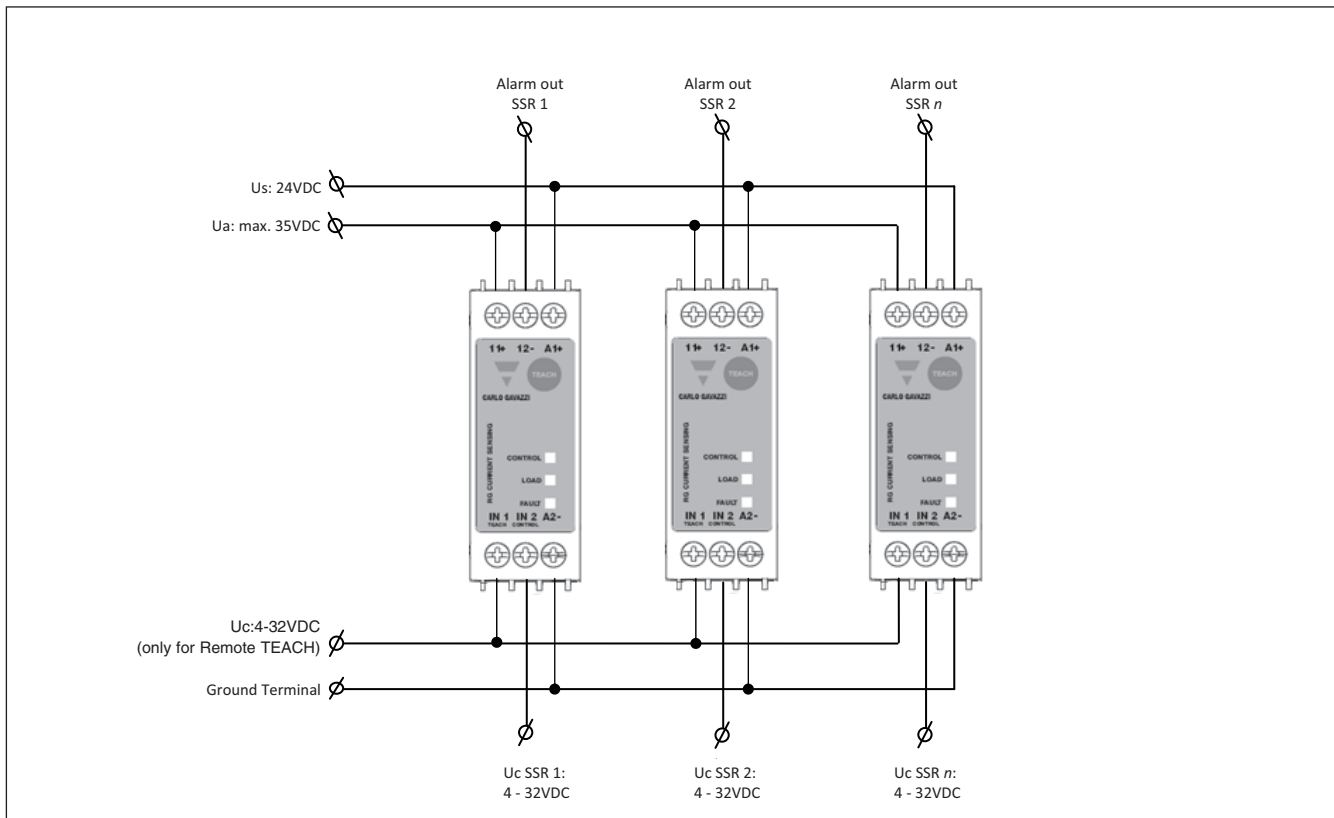 Alarm out
SSR 1
Alarm out
SSR 2
Alarm out
SSR n
Us: 24VDC
Ua: max. 35VDC
11+ 12- A1+
TEACH
CARLO GAVAZZI
RG CURRENT SENSING
CONTROL
LOAD
FAULT
IN 1 IN 2 A2-
TEACH CONTROL
11+ 12- A1+
TEACH
CARLO GAVAZZI
RG CURRENT SENSING
CONTROL
LOAD
FAULT
IN 1 IN 2 A2-
TEACH CONTROL
11+ 12- A1+
TEACH
CARLO GAVAZZI
RG CURRENT SENSING
CONTROL
LOAD
FAULT
IN 1 IN 2 A2-
TEACH CONTROL
Uc:4-32VDC
(only for Remote TEACH)
Ground Terminal
Uc SSR 1:
4 - 32VDC
Uc SSR 2:
4 - 32VDC
Uc SSR n:
4 - 32VDC